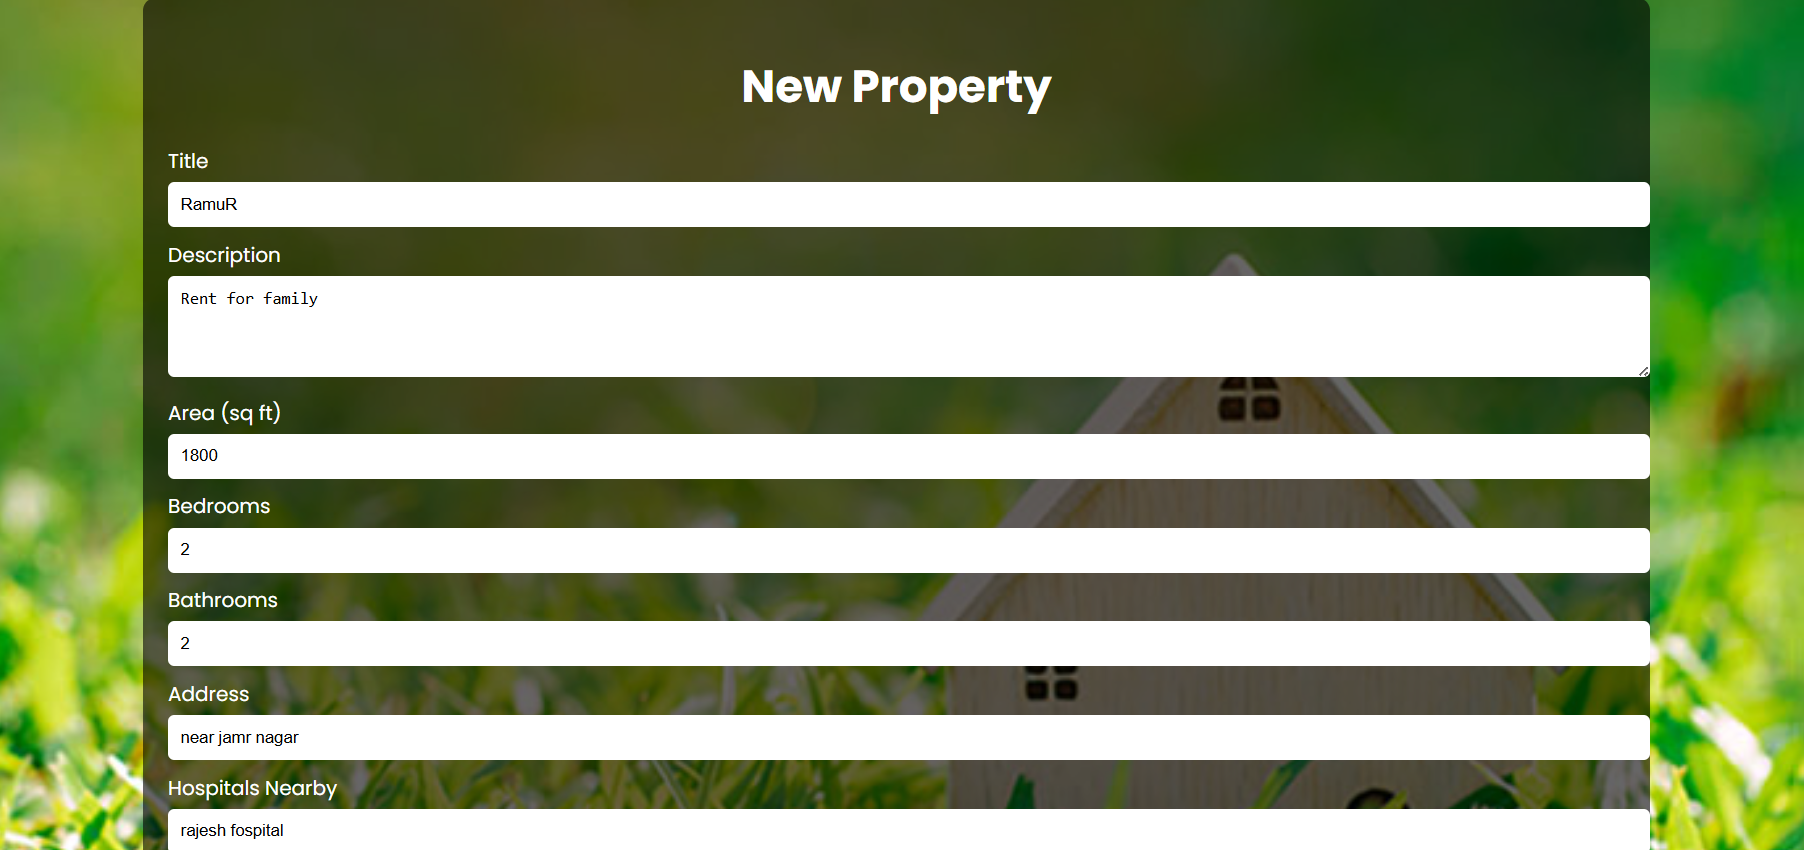 New Property
Title
RamuR
Description
Rent for family
Area (sq ft)
1800
Bedrooms
2
Bathrooms
2
Address
near jamr nagar
Hospitals Nearby
rajesh fospital